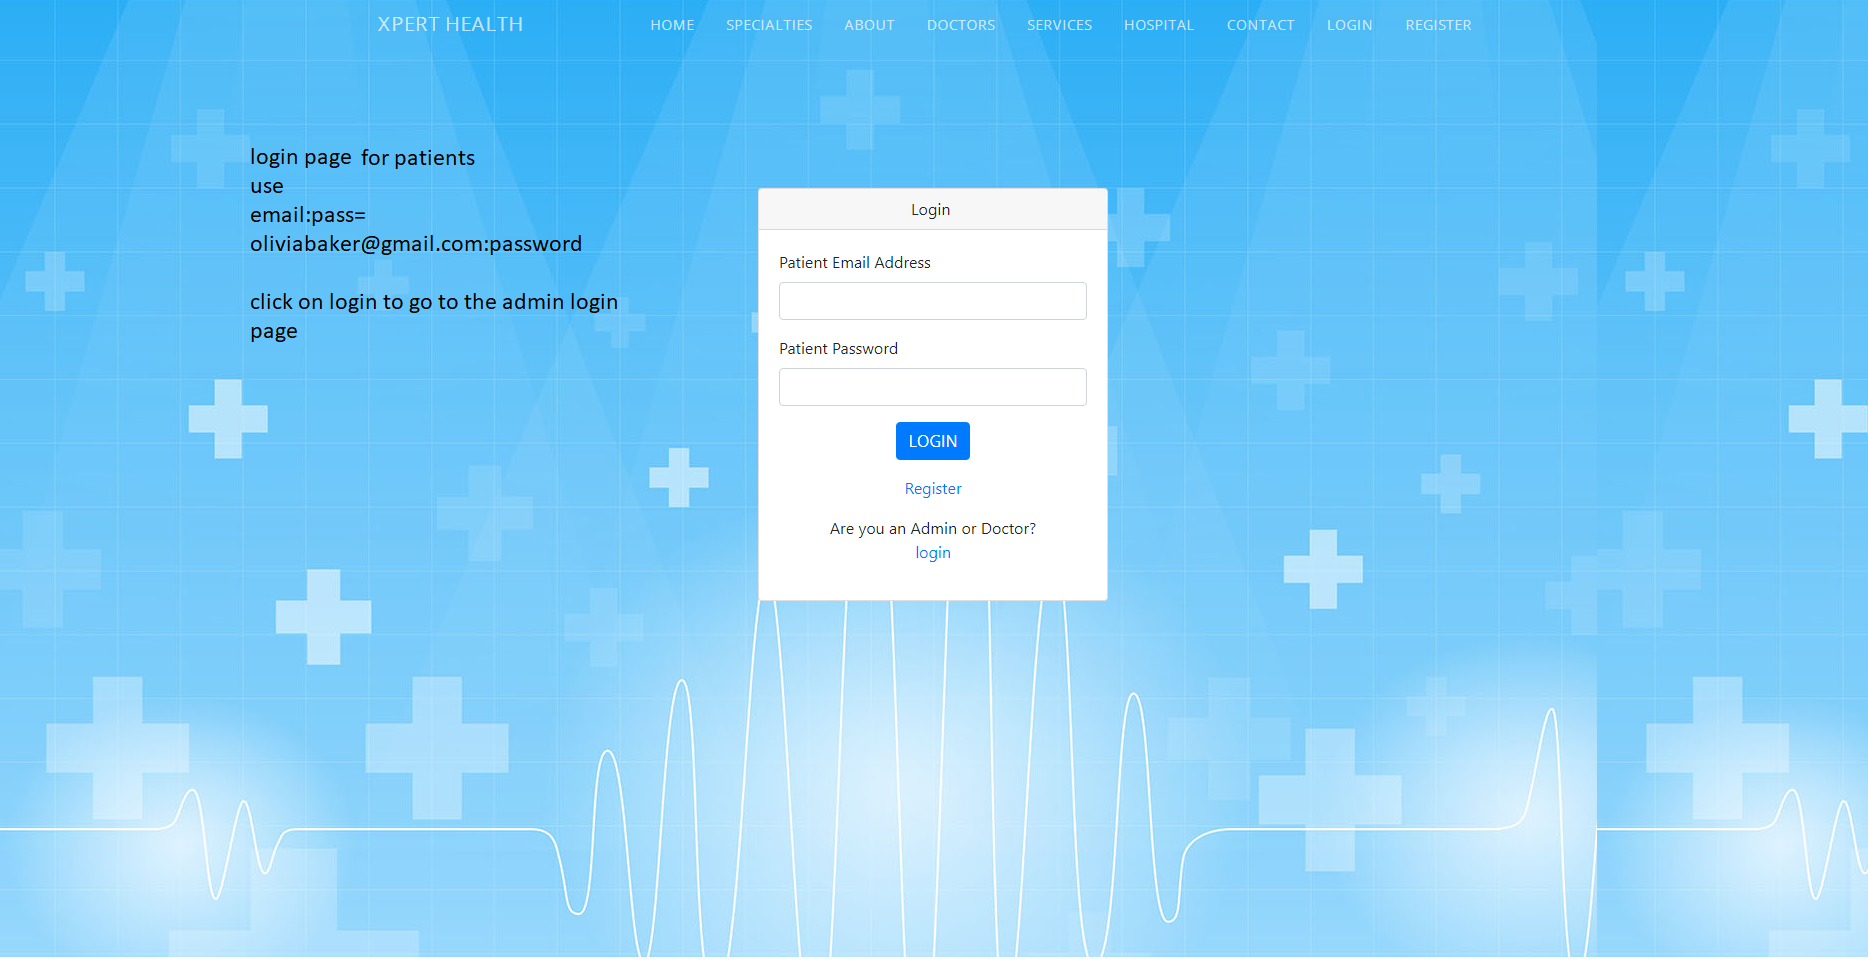 XPERT HEALTH
HOME SPECIALTIES ABOUT DOCTORS SERVICES HOSPITAL CONTACT LOGIN REGISTER
login page for patients
use
email:pass=
oliviabaker@gmail.com:password
click on login to go to the admin login
page
Login
Patient Email Address
Patient Password
LOGIN
Register
Are you an Admin or Doctor?
login